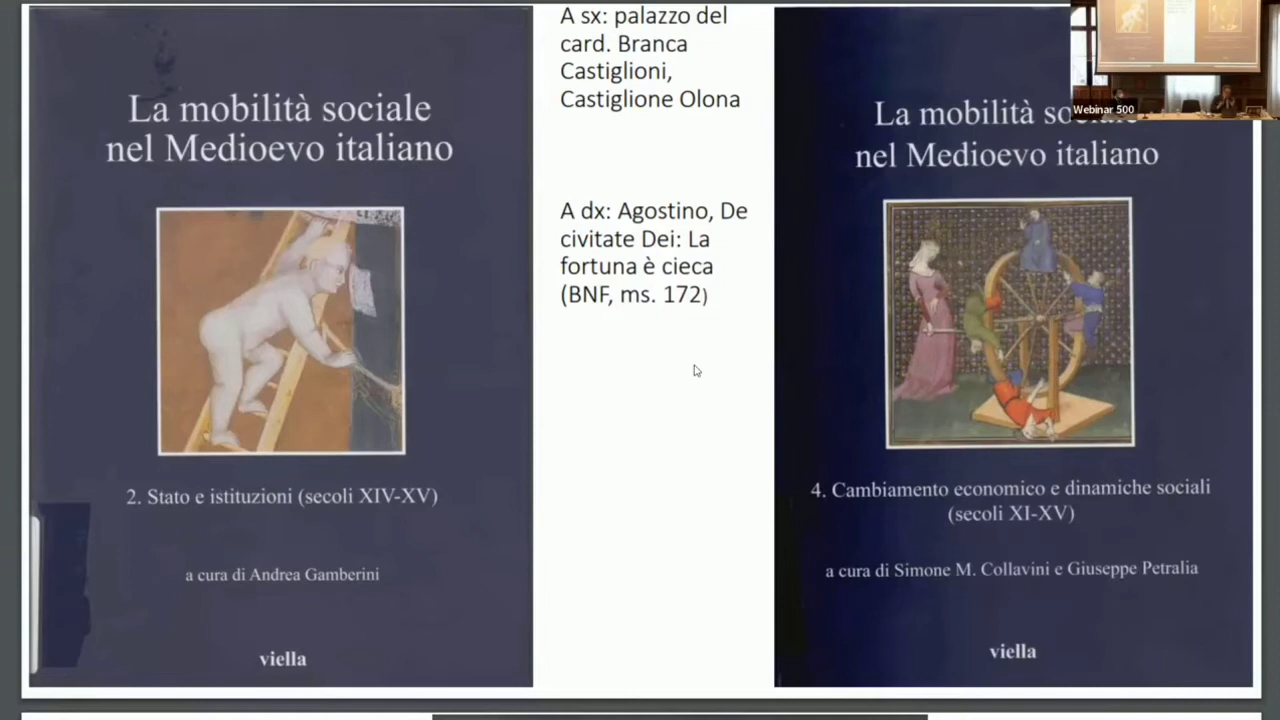 La mobilità sociale
nel Medioevo italiano
2. Stato e istituzioni (secoli XIV-XV)
a cura di Andrea Gamberini
viella
A sx: palazzo del
card. Branca
Castiglioni,
Castiglione Olona
A dx: Agostino, De
civitate Dei: La
fortuna è cieca
(BNF, ms. 172)
La mobilità sociale
nel Medioevo italiano
4. Cambiamento economico e dinamiche sociali
(secoli XI-XV)
a cura di Simone M. Collavini e Giuseppe Petralia
viella
Webinar 500